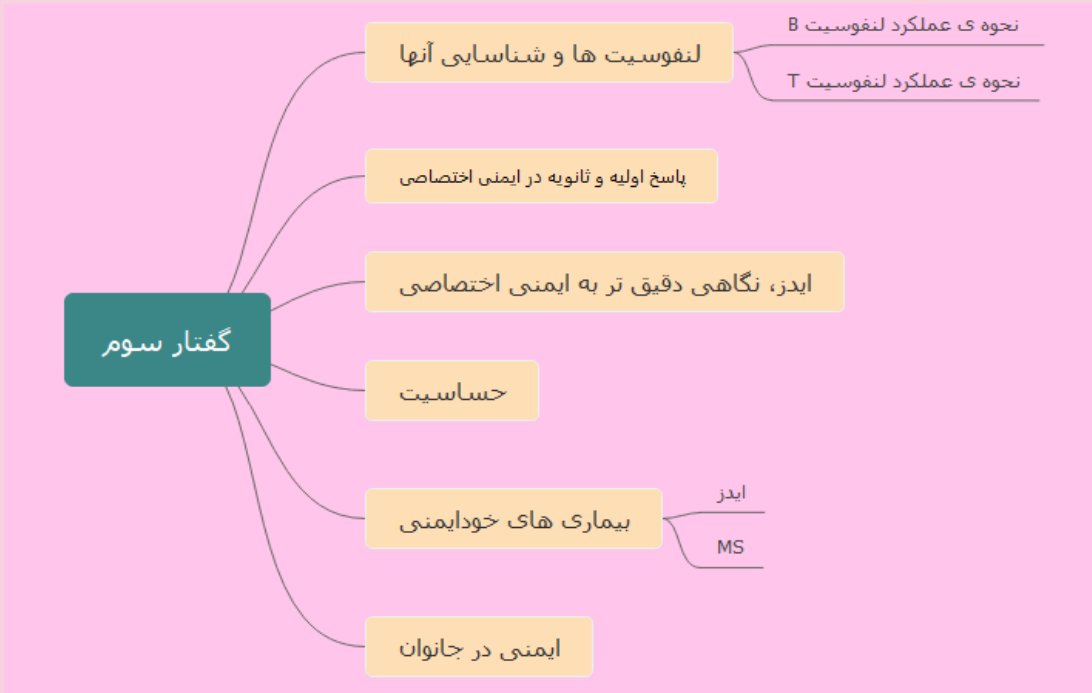 گفتار سوم
لنفوسیت ها و شناسایی آنها
نحوه ی عملکرد لنفوسیت B
نحوه ی عملکرد لنفوسیت T
پاسخ اولیه و ثانویه در ایمنی اختصاصی
ایدز، نگاهی دقیق تر به ایمنی اختصاصی
حساسیت
بیماری های خودایمنی
ایدز
MS
ایمنی در جانوان